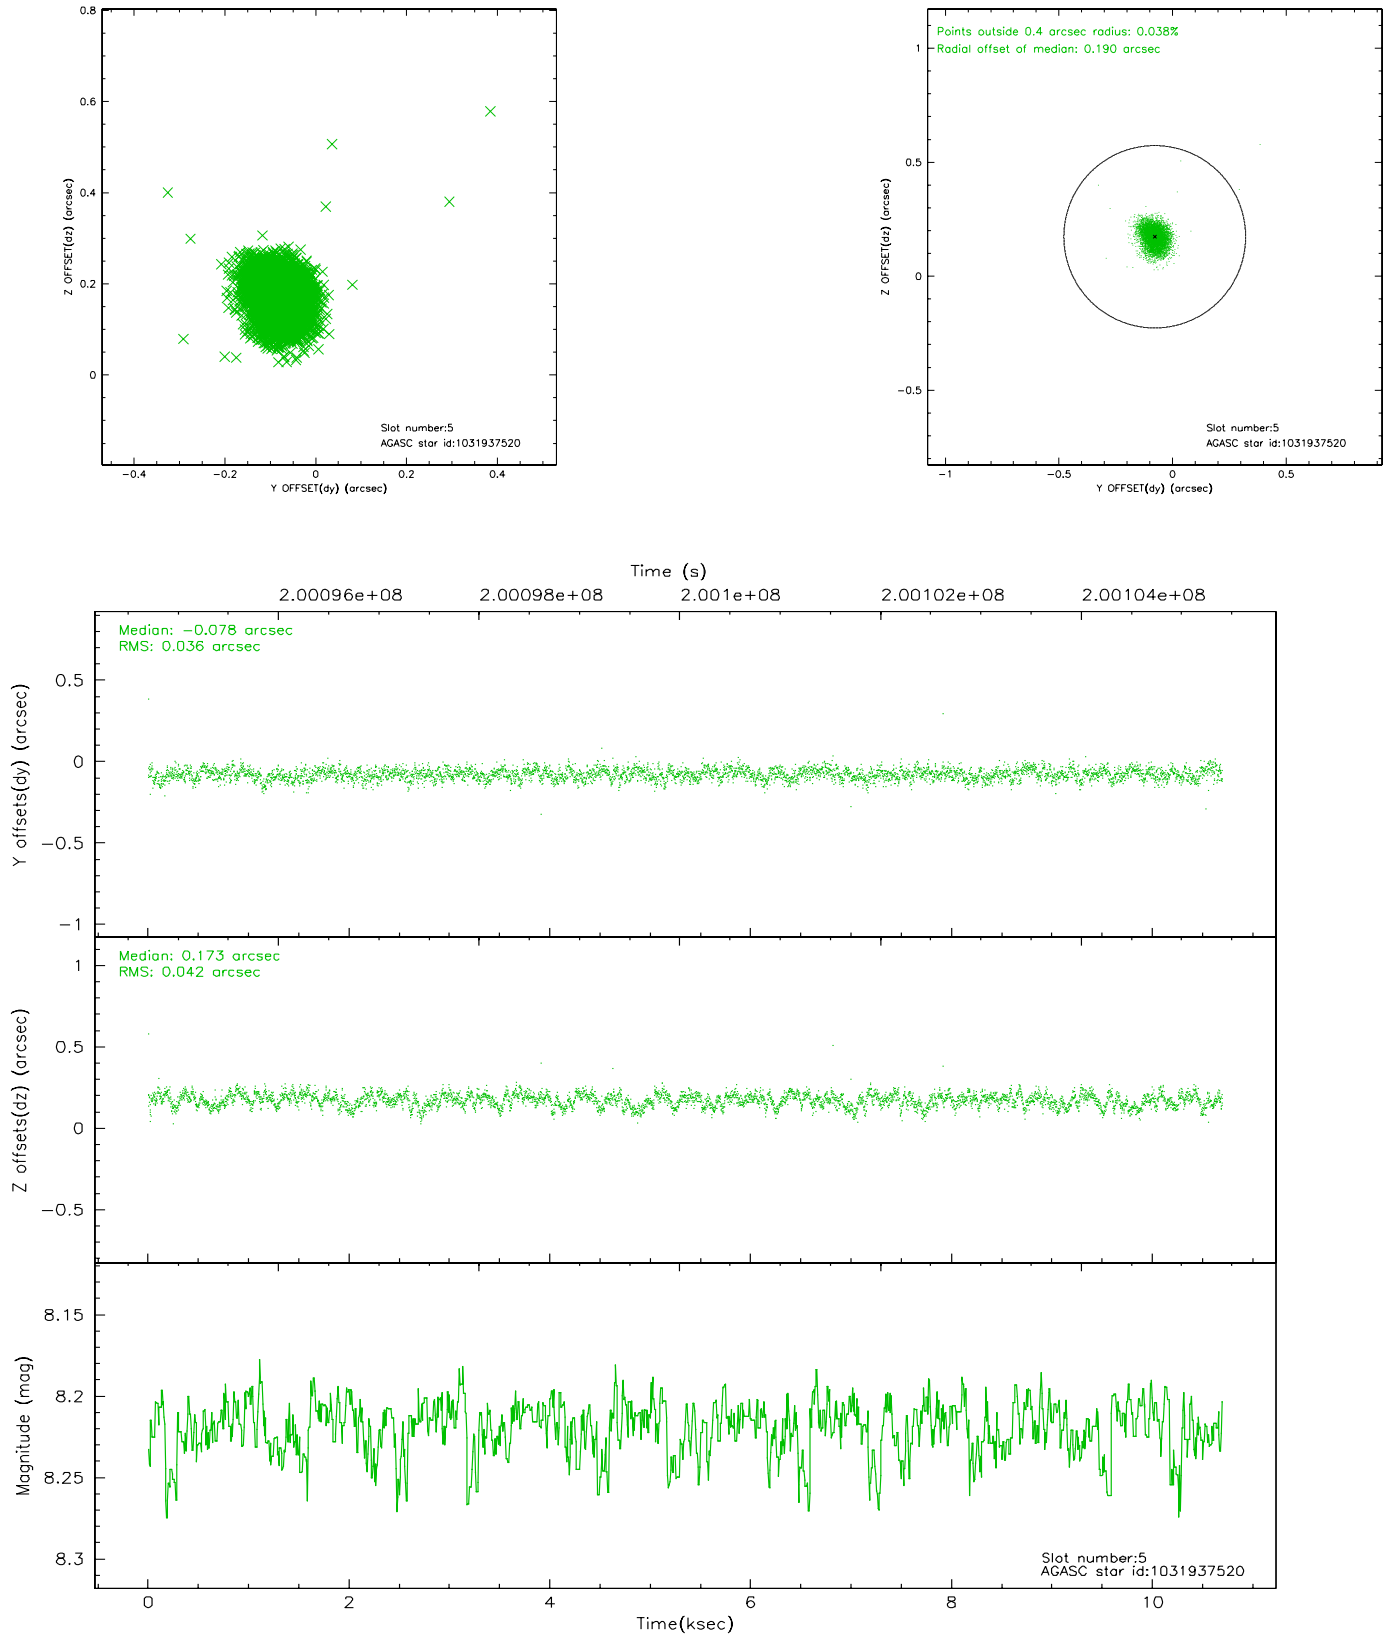 0.8
0.6
0.4
0.2
0
Z OFFSET(dz) (arcsec)
Slot number:5
AGASC star id:1031937520
−0.4 −0.2 0 0.2 0.4
Y OFFSET(dy) (arcsec)
Points outside 0.4 arcsec radius: 0.038%
Radial offset of median: 0.190 arcsec
1
0.5
0
−0.5
Z OFFSET(dz) (arcsec)
Slot number:5
AGASC star id:1031937520
−1 −0.5 0 0.5
Y OFFSET(dy) (arcsec)
Time (s)
2.00096e+08 2.00098e+08 2.001e+08 2.00102e+08 2.00104e+08
Median: −0.078 arcsec
RMS: 0.036 arcsec
0.5
0
−0.5
−1
Y offsets(dy) (arcsec)
Median: 0.173 arcsec
RMS: 0.042 arcsec
1
0.5
0
−0.5
Z offsets(dz) (arcsec)
8.15
8.2
8.25
8.3
Magnitude (mag)
Slot number:5
AGASC star id:1031937520
0 2 4 6 8 10
Time(ksec)